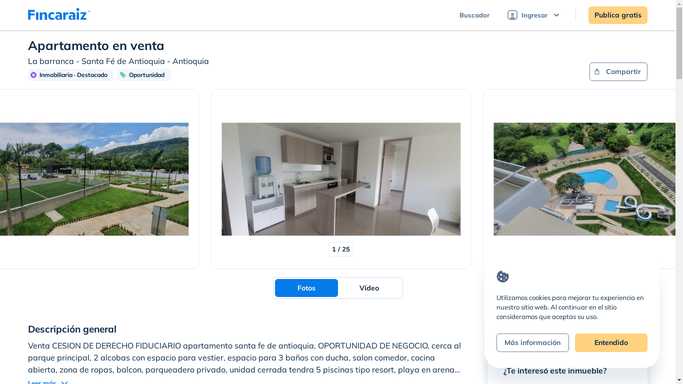 Fincaraiz
Buscador
Ingresar
Publica gratis
Apartamento en venta
La barranca - Santa Fé de Antioquia - Antioquia
Inmobiliaria · Destacado
Oportunidad
Compartir
1 / 25
Fotos
Video
Utilizamos cookies para mejorar tu experiencia en
nuestro sitio web. Al continuar en el sitio
consideramos que aceptas su uso.
Más información
Entendido
Descripción general
Venta CESION DE DERECHO FIDUCIARIO apartamento santa fe de antioquia, OPORTUNIDAD DE NEGOCIO, cerca al
parque principal, 2 alcobas con espacio para vestier, espacio para 3 baños con ducha, salon comedor, cocina
abierta, zona de ropas, balcon, parqueadero privado, unidad cerrada tendra 5 piscinas tipo resort, playa en arena...
Leer más
¿Te interesó este inmueble?